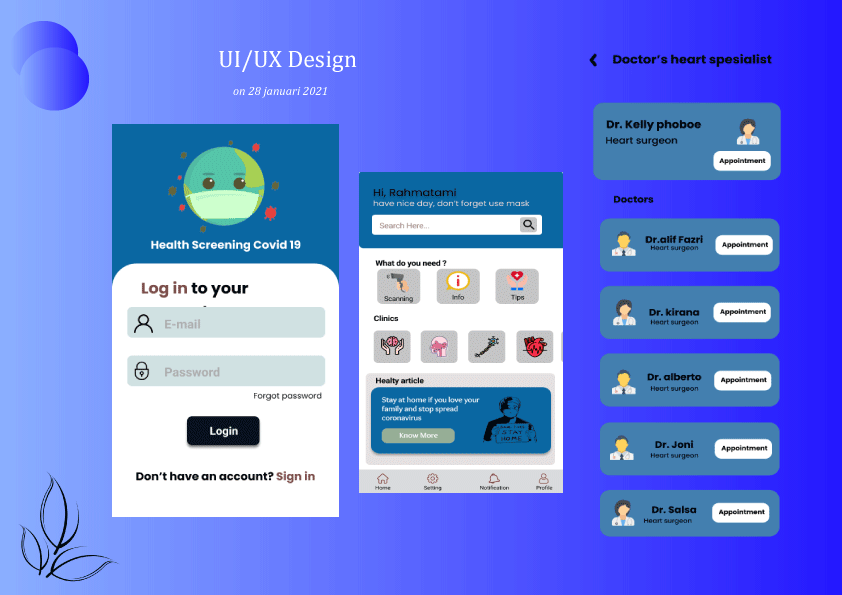 UI/UX Design
on 28 januari 2021
Health Screening Covid 19
Log in to your
E-mail
Password
Forgot password
Login
Don't have an account? Sign in
Hi, Rahmatami
have nice day, don't forget use mask
Search Here...
What do you need ?
Scanning
Info
Tips
Clinics
Healty article
Stay at home if you love your
family and stop spread
coronavirus
Know More
STAY
HOME
Home
Setting
Notification
Profile
Doctor's heart spesialist
Dr. Kelly phoboe
Heart surgeon
Appointment
Doctors
Dr.alif Fazri
Heart surgeon
Appointment
Dr. kirana
Heart surgeon
Appointment
Dr. alberto
Heart surgeon
Appointment
Dr. Joni
Heart surgeon
Appointment
Dr. Salsa
Heart surgeon
Appointment